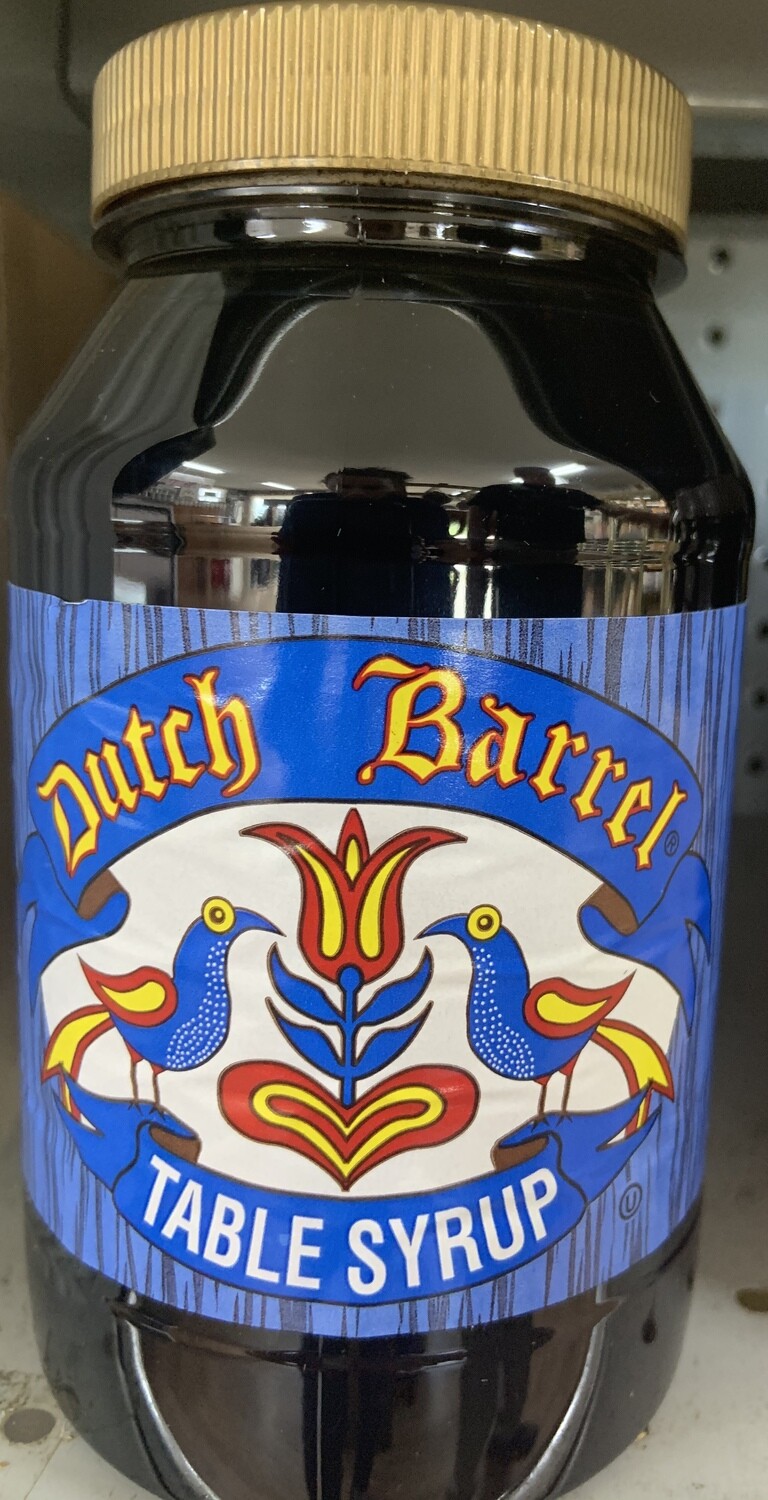 Dutch Barrel®
TABLE SYRUP
Ⓤ